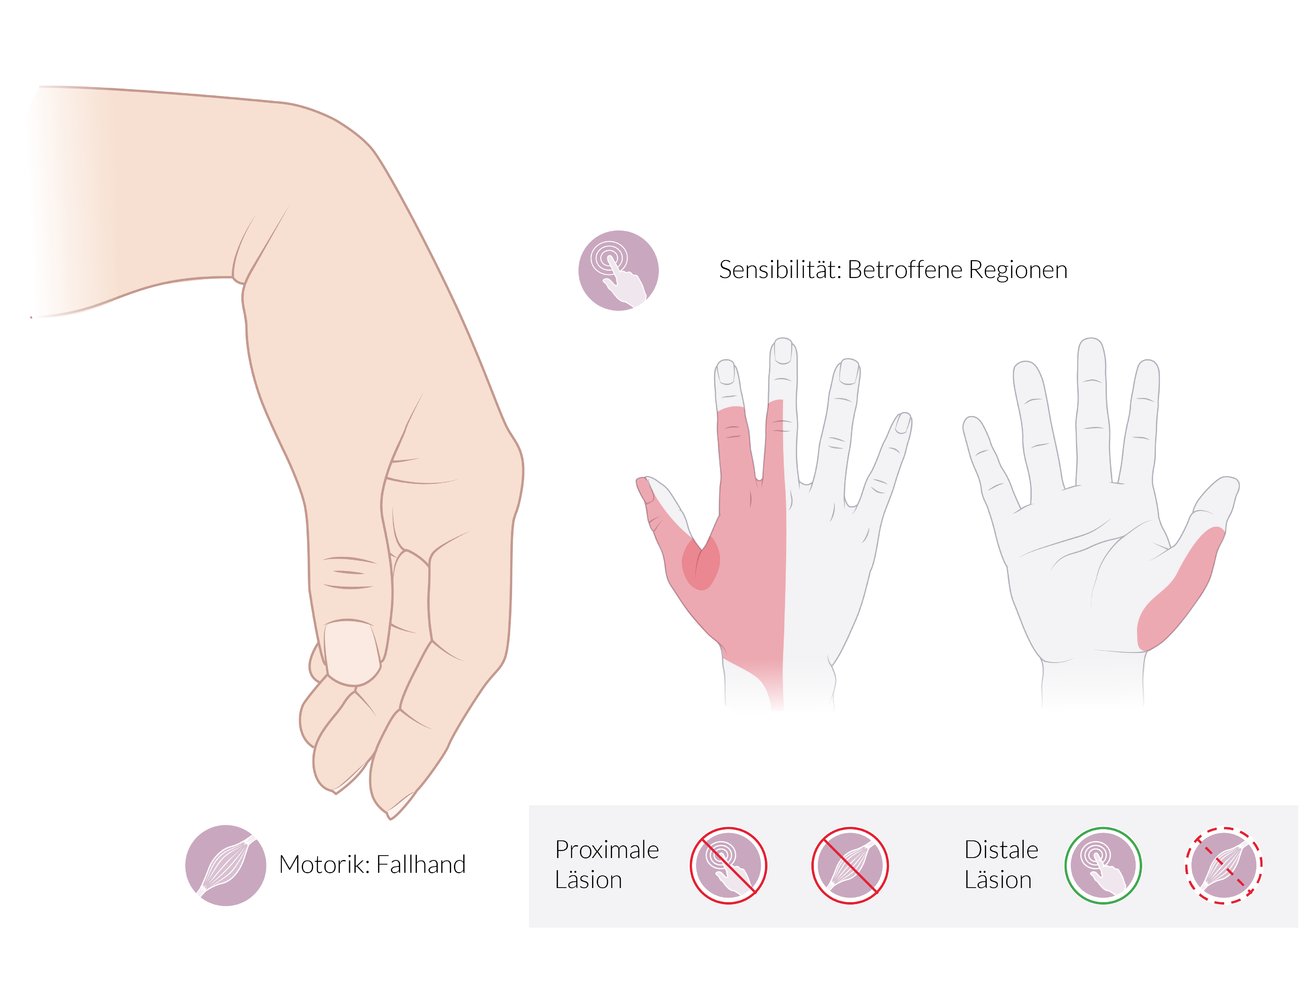 Sensibilität: Betroffene Regionen
Motorik: Fallhand
Proximale
Läsion
Distale
Läsion